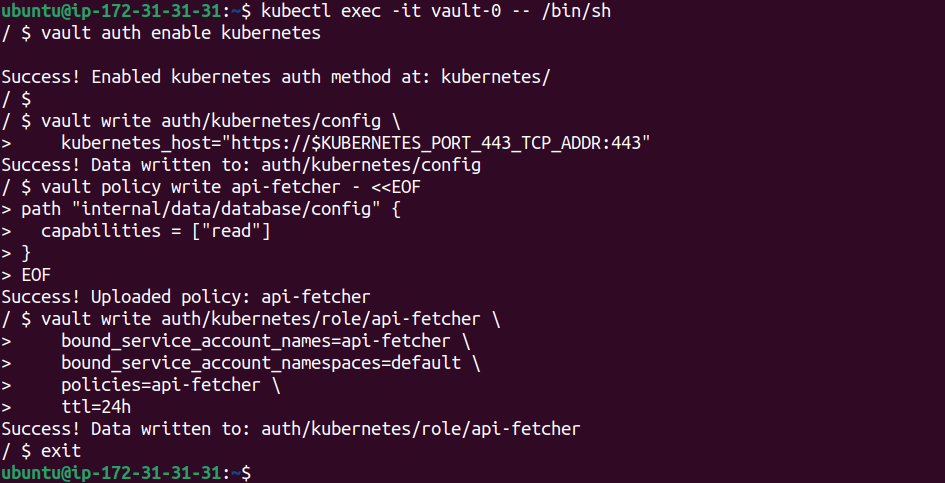 ubuntu@ip-172-31-31-31:~$ kubectl exec -it vault-0 -- /bin/sh
/ $ vault auth enable kubernetes

Success! Enabled kubernetes auth method at: kubernetes/
/ $
/ $ vault write auth/kubernetes/config \
>     kubernetes_host="https://$KUBERNETES_PORT_443_TCP_ADDR:443"
Success! Data written to: auth/kubernetes/config
/ $ vault policy write api-fetcher - <<EOF
> path "internal/data/database/config" {
>   capabilities = ["read"]
> }
> EOF
Success! Uploaded policy: api-fetcher
/ $ vault write auth/kubernetes/role/api-fetcher \
>     bound_service_account_names=api-fetcher \
>     bound_service_account_namespaces=default \
>     policies=api-fetcher \
>     ttl=24h
Success! Data written to: auth/kubernetes/role/api-fetcher
/ $ exit
ubuntu@ip-172-31-31-31:~$